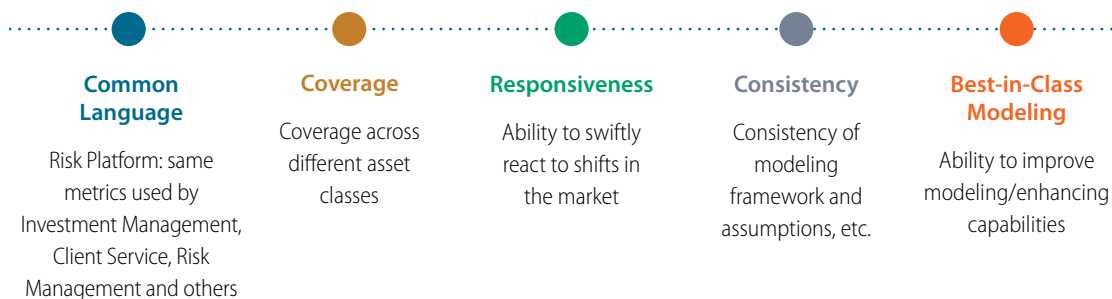 Common
Language
Risk Platform: same
metrics used by
Investment Management,
Client Service, Risk
Management and others
Coverage
Coverage across
different asset
classes
Responsiveness
Ability to swiftly
react to shifts in
the market
Consistency
Consistency of
modeling
framework and
assumptions, etc.
Best-in-Class
Modeling
Ability to improve
modeling/enhancing
capabilities